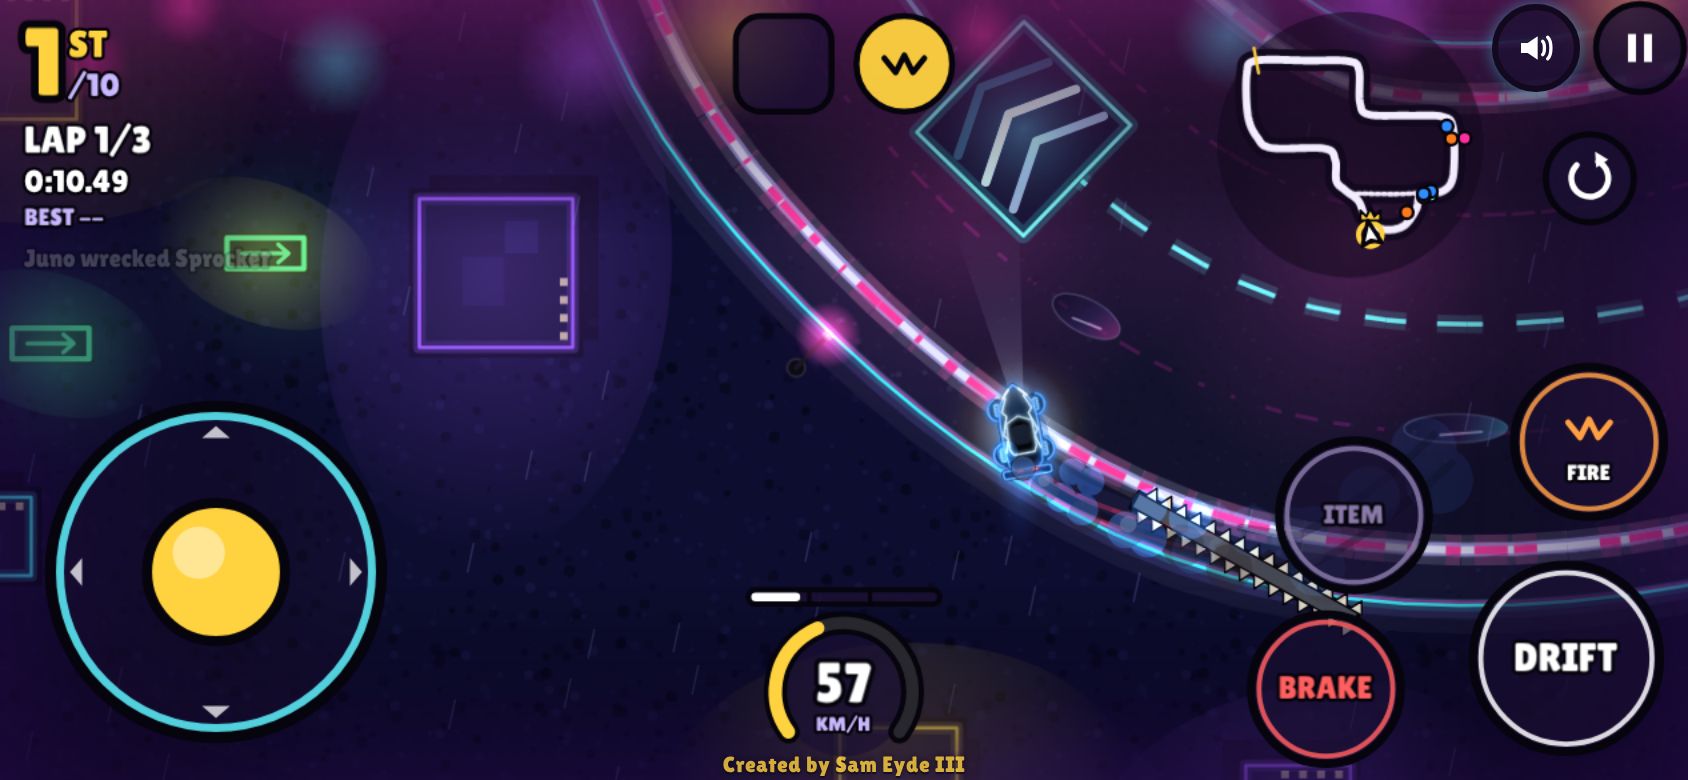 1ST
/10
LAP 1/3
0:10.49
BEST --
Juno wrecked Sprocket
FIRE
ITEM
DRIFT
BRAKE
57
KM/H
Created by Sam Eyde III